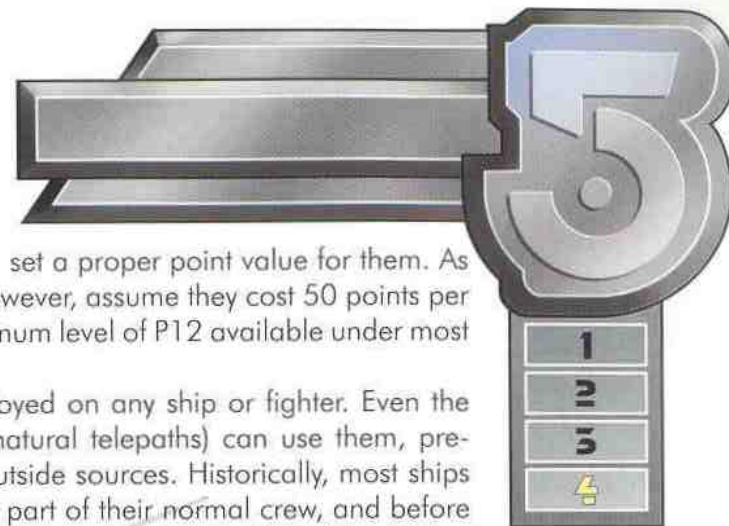 5
set a proper point value for them. As
owever, assume they cost 50 points per
num level of P12 available under most
oyed on any ship or fighter. Even the
natural telepaths) can use them, pre-
utside sources. Historically, most ships
part of their normal crew, and before
1
2
3
4